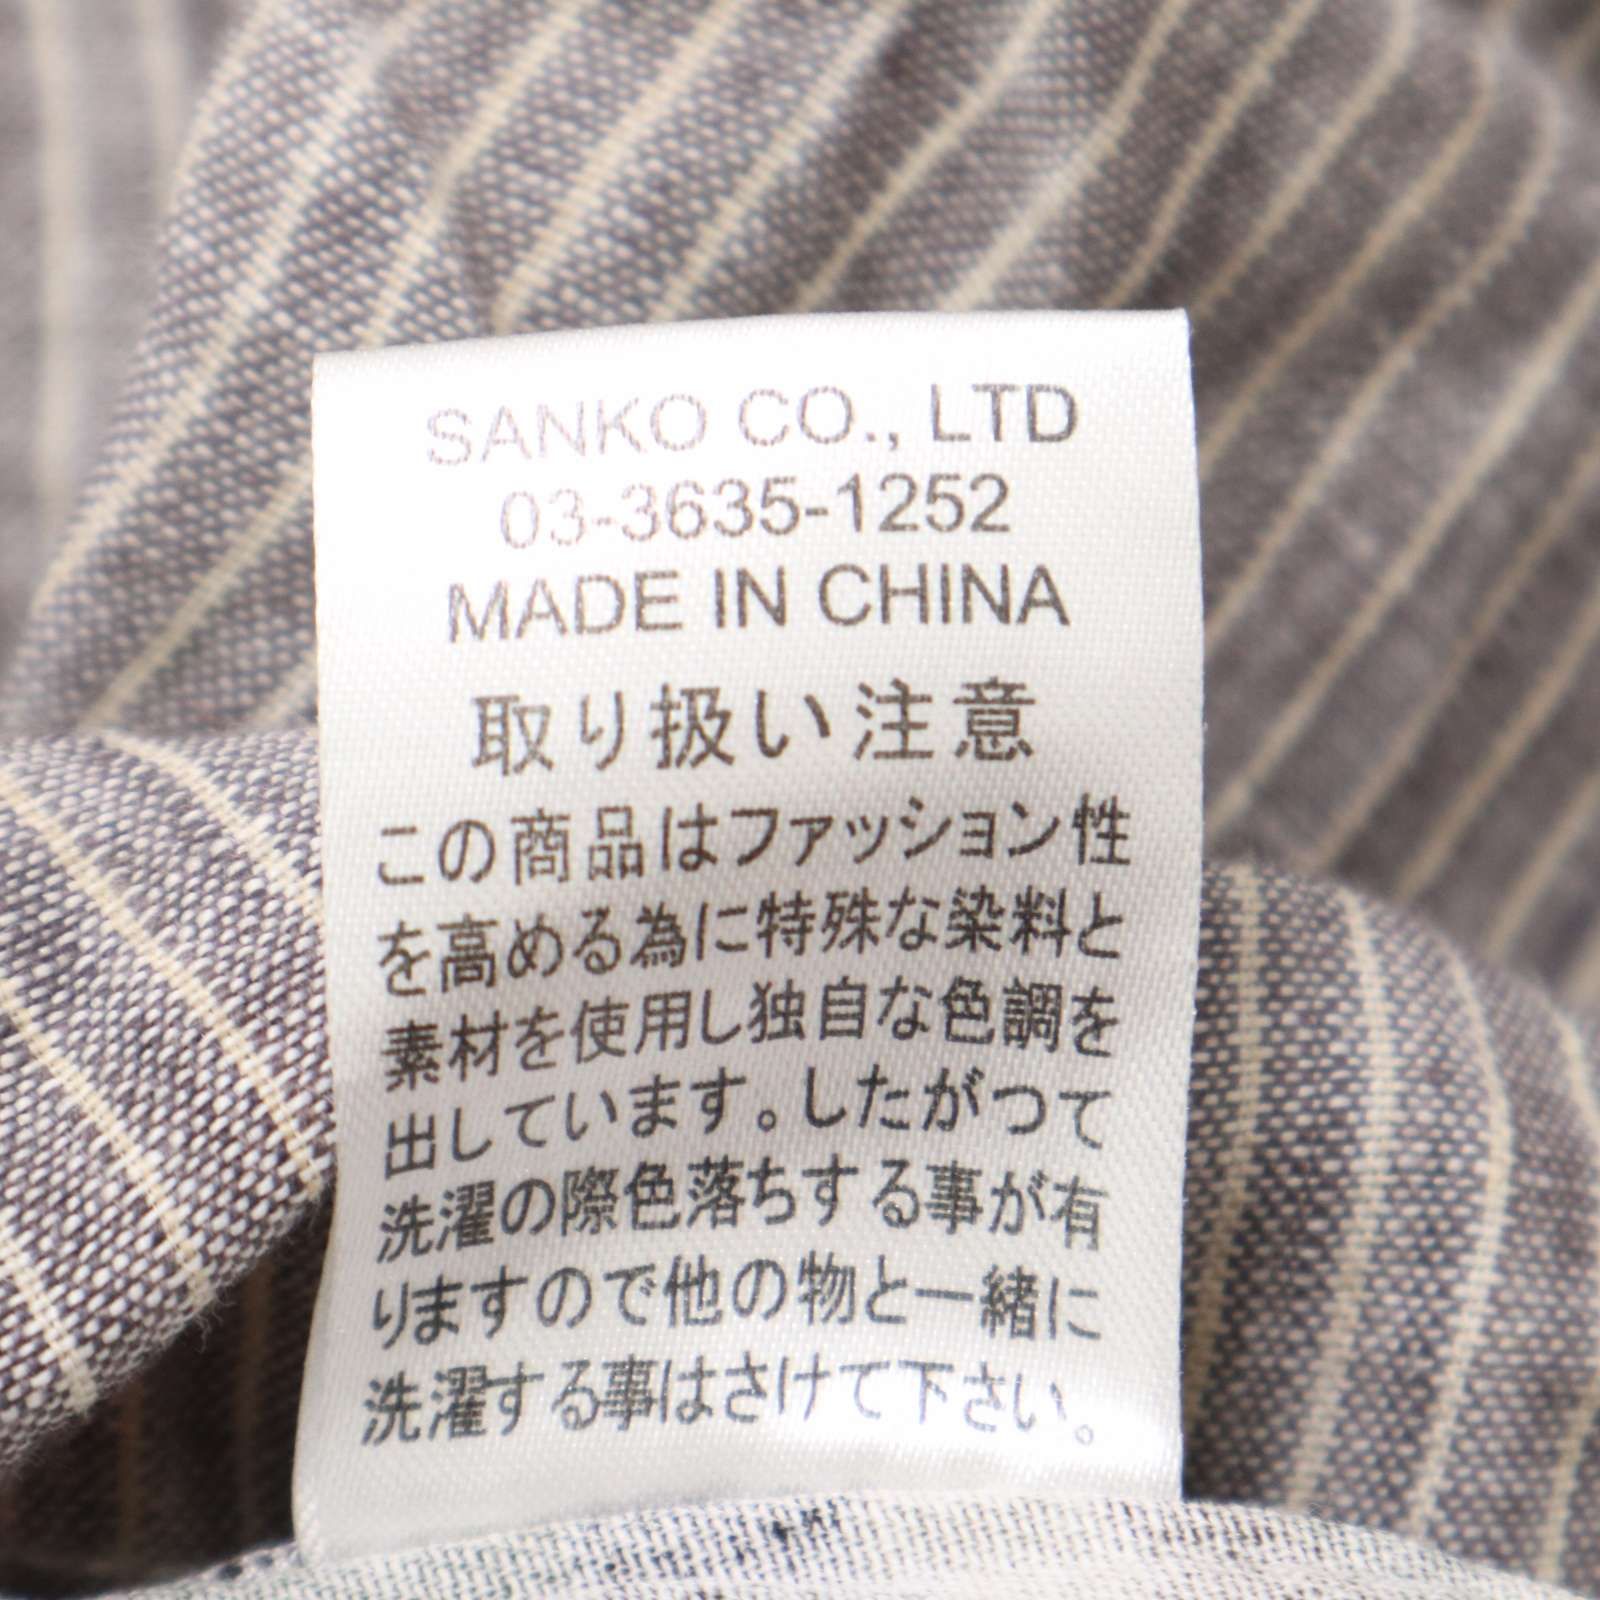 SANKO CO., LTD
03-3635-1252
MADE IN CHINA
取り扱い注意
この商品はファッション性
を高める為に特殊な染料と
素材を使用し独自な色調を
出しています。したがつて
洗濯の際色落ちする事が有
りますので他の物と一緒に
洗濯する事はさけて下さい。